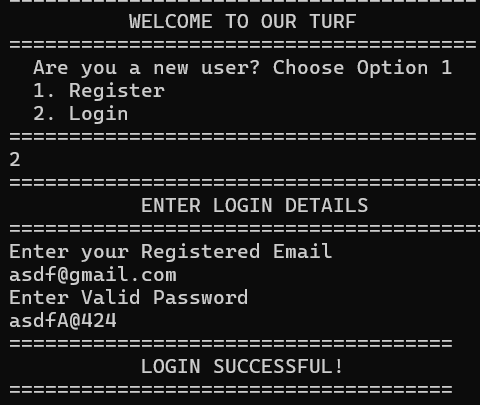 =======================================
WELCOME TO OUR TURF
=======================================
Are you a new user? Choose Option 1
1. Register
2. Login
=======================================
2
========================================
ENTER LOGIN DETAILS
========================================
Enter your Registered Email
asdf@gmail.com
Enter Valid Password
asdfA@424
=====================================
LOGIN SUCCESSFUL!
=====================================